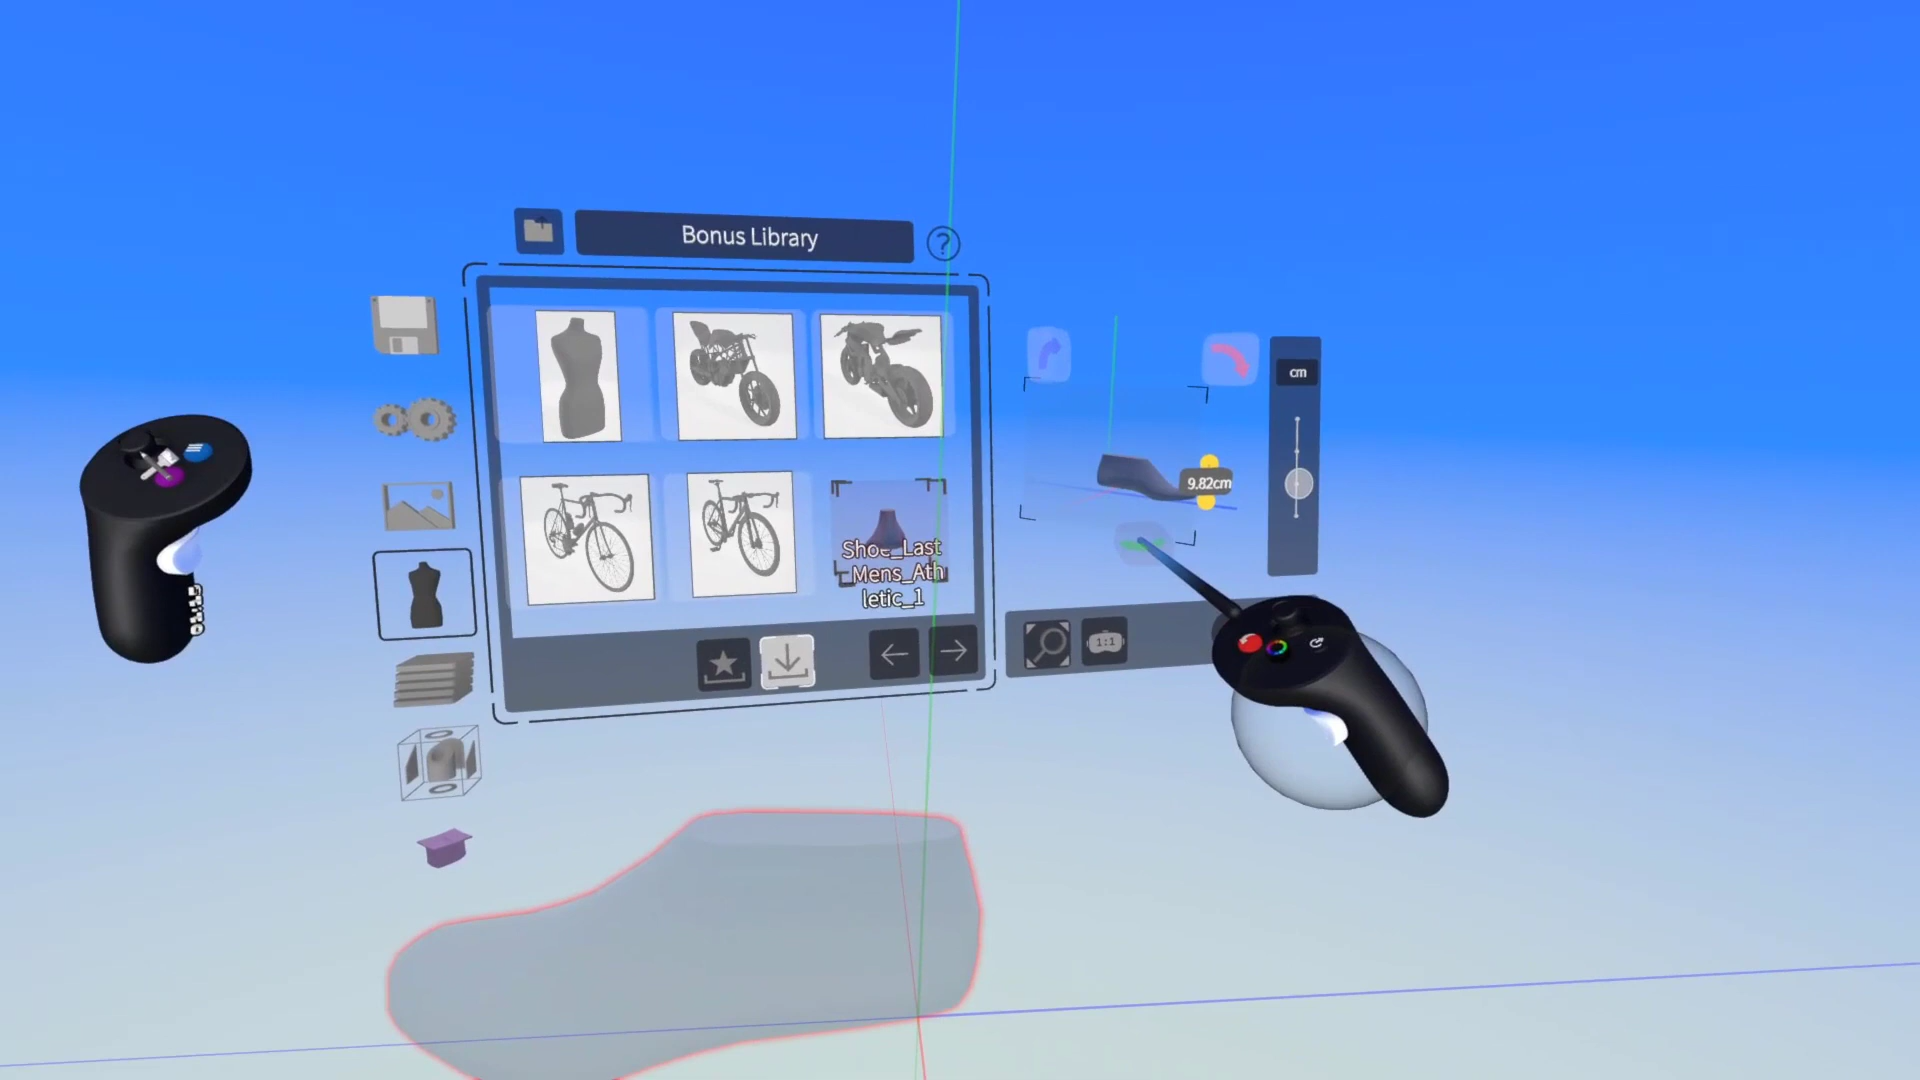 Bonus Library
?
cm
9.82cm
Shoe_Last
_Mens_Ath
letic_1
1:1